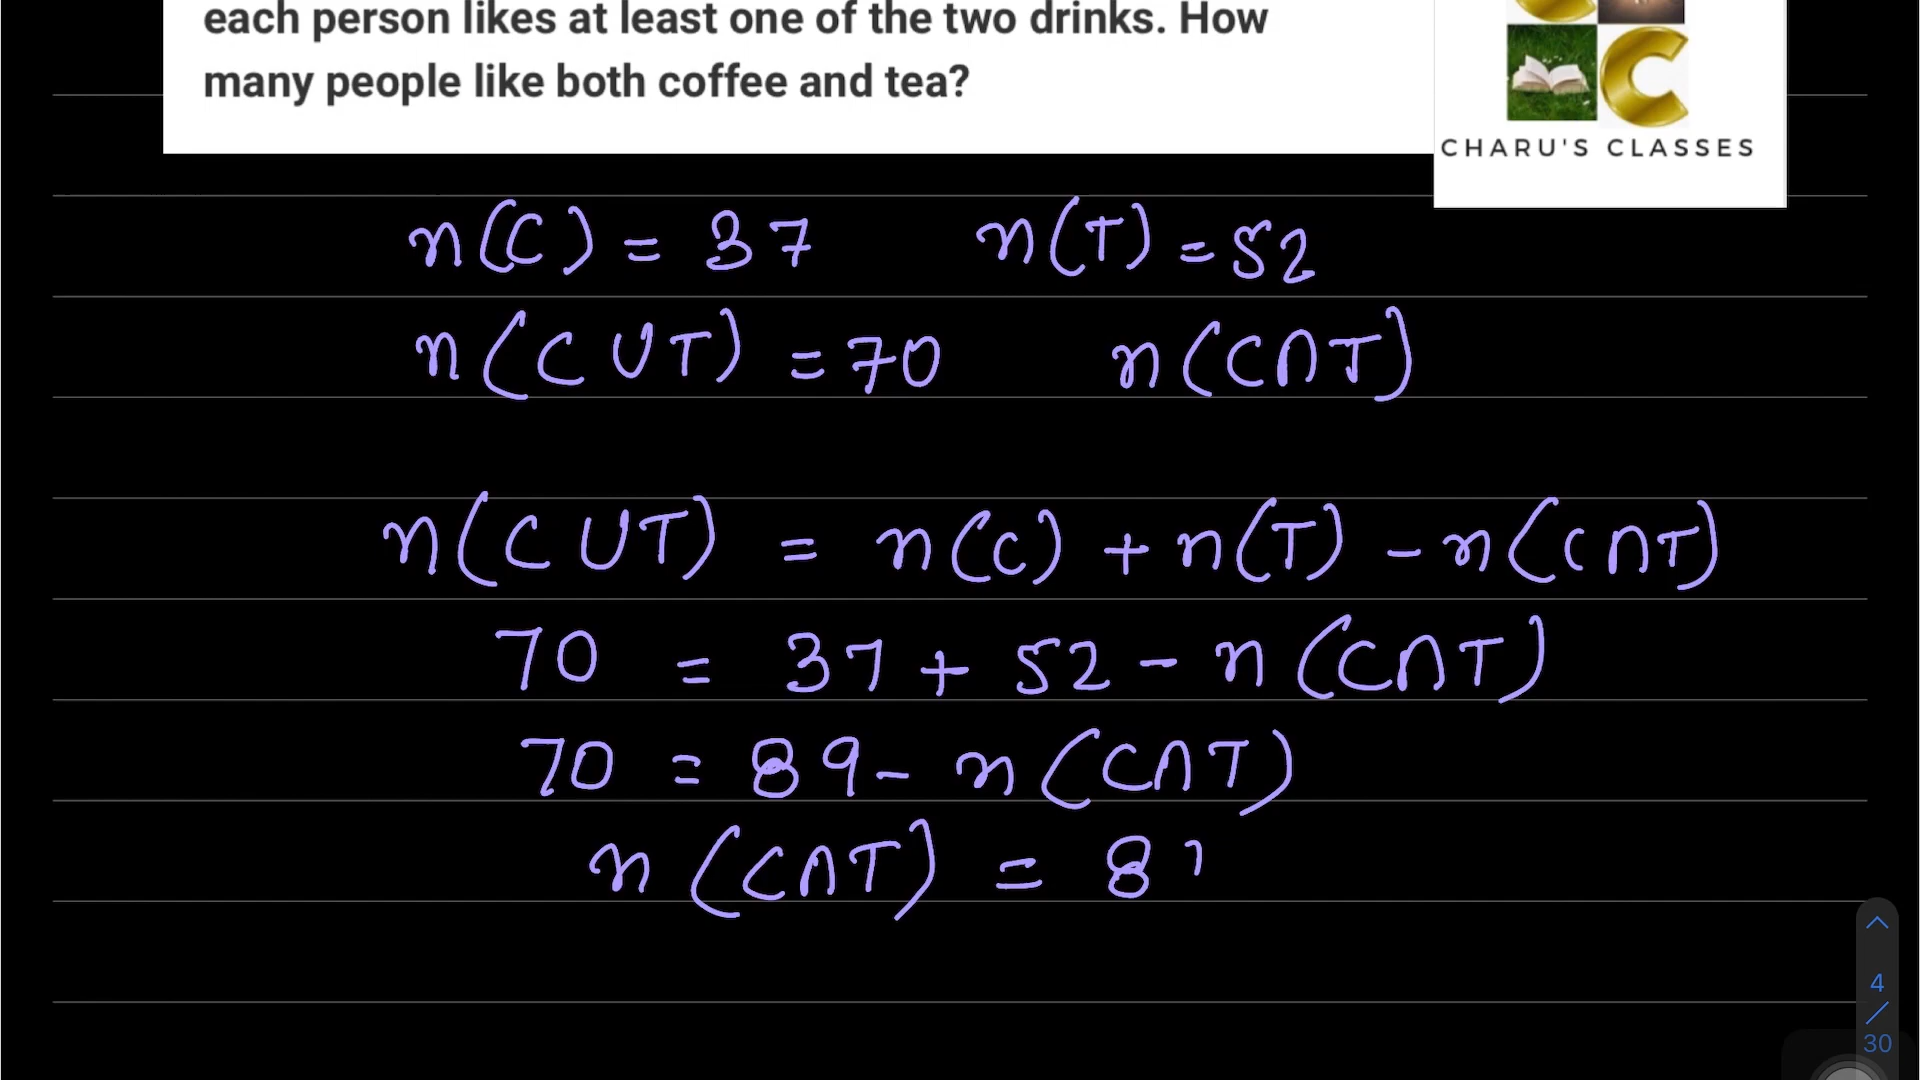 each person likes at least one of the two drinks. How
many people like both coffee and tea?
CHARU'S CLASSES
n(C) = 37 n(T) = 52
n(C∪T) = 70 n(C∩T)
n(C∪T) = n(C) + n(T) - n(C∩T)
70 = 37 + 52 - n(C∩T)
70 = 89 - n(C∩T)
n(C∩T) = 8
4
/
30